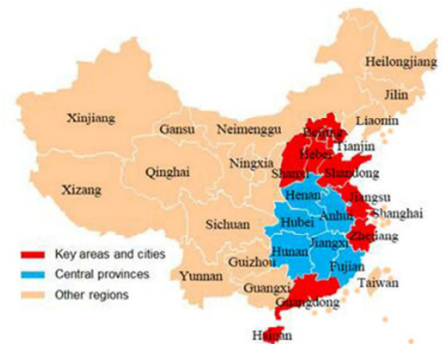 Heilongjiang
Jilin
Liaonin
Xinjiang
Gansu
Neimenggu
Beijing
Tianjin
Hebei
Ningxia
Qinghai
Shanxi
Shandong
Xizang
Henan
Jiangsu
Anhui
Shanghai
Sichuan
Hubei
Zhejiang
Hunan
Jiangxi
Key areas and cities
Guizhou
Fujian
Central provinces
Yunnan
Taiwan
Other regions
Guangxi
Guangdong
Hainan